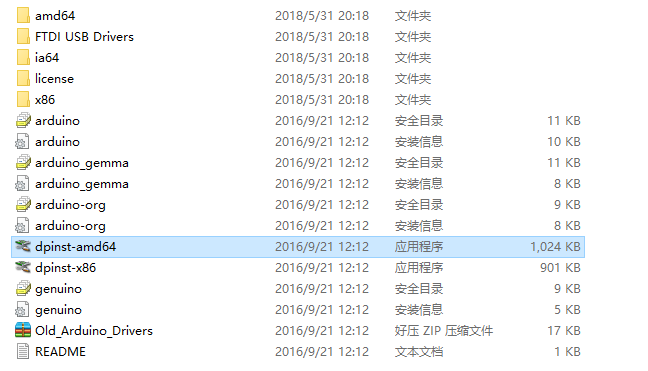 amd64 2018/5/31 20:18 文件夹
FTDI USB Drivers 2018/5/31 20:18 文件夹
ia64 2018/5/31 20:18 文件夹
license 2018/5/31 20:18 文件夹
x86 2018/5/31 20:18 文件夹
arduino 2016/9/21 12:12 安全目录 11 KB
arduino 2016/9/21 12:12 安装信息 10 KB
arduino_gemma 2016/9/21 12:12 安全目录 11 KB
arduino_gemma 2016/9/21 12:12 安装信息 8 KB
arduino-org 2016/9/21 12:12 安全目录 9 KB
arduino-org 2016/9/21 12:12 安装信息 8 KB
dpinst-amd64 2016/9/21 12:12 应用程序 1,024 KB
dpinst-x86 2016/9/21 12:12 应用程序 901 KB
genuino 2016/9/21 12:12 安全目录 9 KB
genuino 2016/9/21 12:12 安装信息 5 KB
Old_Arduino_Drivers 2016/9/21 12:12 好压 ZIP 压缩文件 17 KB
README 2016/9/21 12:12 文本文档 1 KB